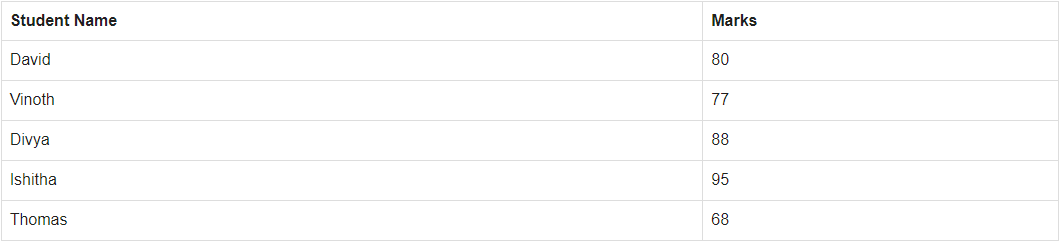 Student Name Marks
David 80
Vinoth 77
Divya 88
Ishitha 95
Thomas 68